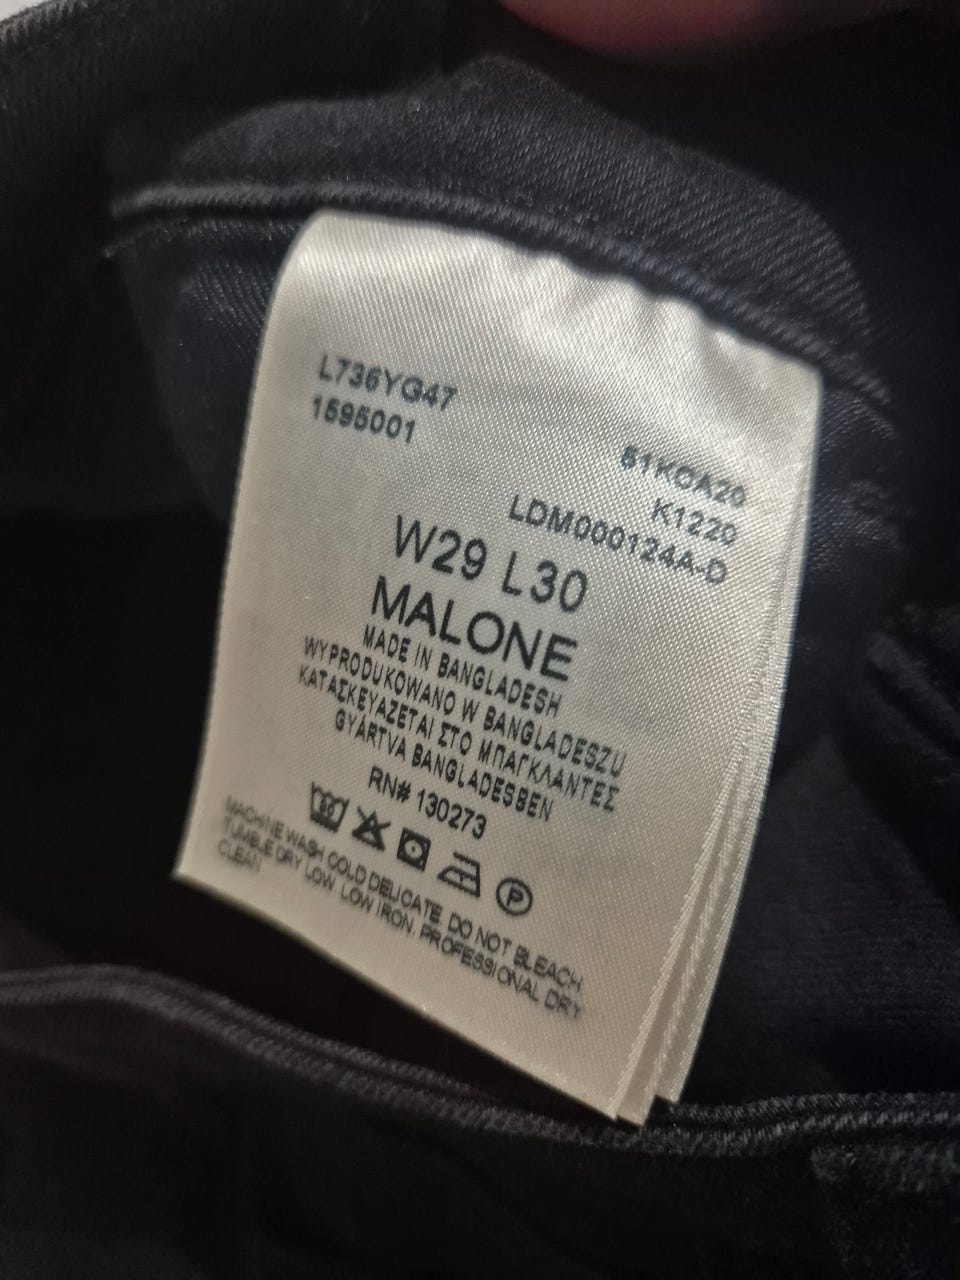 L736YG47
1595001
61KOA20
K1220
LDM000124A-D
W29 L30
MALONE
MADE IN BANGLADESH
WYPRODUKOWANO W BANGLADESZU
ΚΑΤΑΣΚΕΥΑΖΕΤΑΙ ΣΤΟ ΜΠΑΓΚΛΑΝΤΕΣ
GYÁRTVA BANGLADESBEN
RN# 130273
P
MACHINE WASH COLD DELICATE. DO NOT BLEACH
TUMBLE DRY LOW LOW IRON. PROFESSIONAL DRY
CLEAN